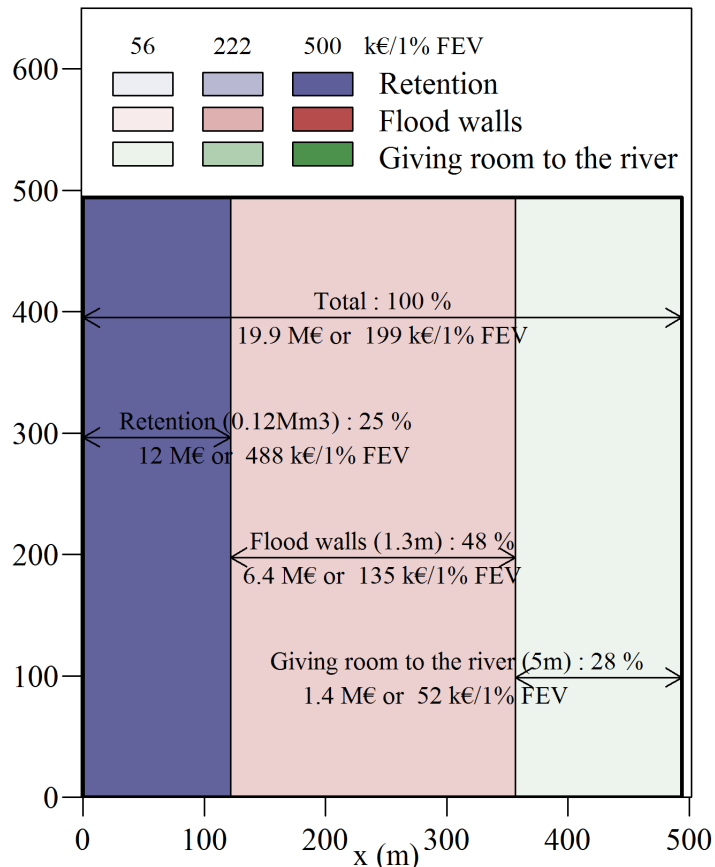 56 222 500 k€/1% FEV
Retention
Flood walls
Giving room to the river
600
500
400
300
200
100
0
Total : 100 %
19.9 M€ or 199 k€/1% FEV
Retention (0.12Mm3) : 25 %
12 M€ or 488 k€/1% FEV
Flood walls (1.3m) : 48 %
6.4 M€ or 135 k€/1% FEV
Giving room to the river (5m) : 28 %
1.4 M€ or 52 k€/1% FEV
0 100 200 300 400 500
x (m)